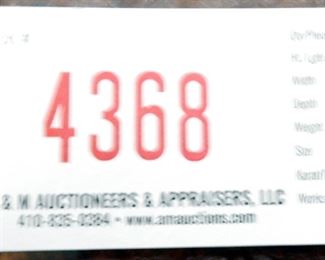 4368
& M AUCTIONEERS & APPRAISERS, LLC
410-835-0384 - www.amauctions.com
Width
Depth
Weight
Size